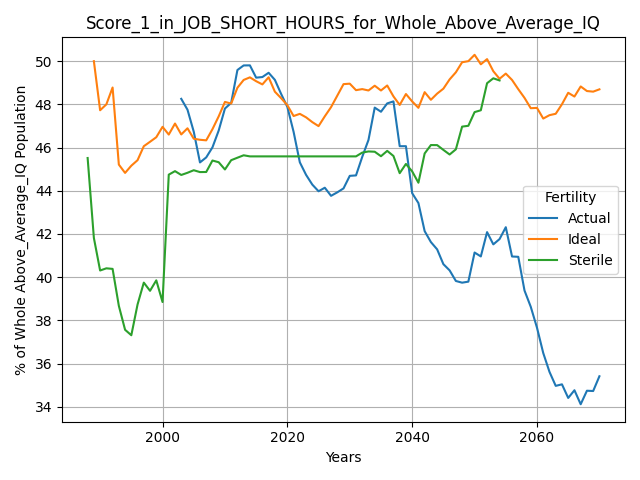 Score_1_in_JOB_SHORT_HOURS_for_Whole_Above_Average_IQ
% of Whole Above_Average_IQ Population
50
48
46
44
42
40
38
36
34
Fertility
Actual
Ideal
Sterile
2000
2020
2040
2060
Years